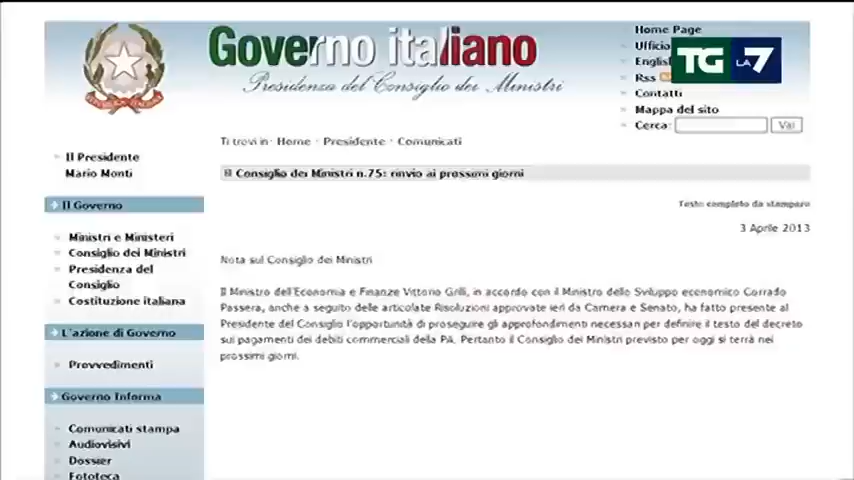 Governo italiano
Presidenza del Consiglio dei Ministri
Home Page
Ufficio
English
Rss
Contatti
Mappa del sito
Cerca: Vai
TG LA 7
REPVBBLICA ITALIANA
Ti trovi in: Home · Presidente · Comunicati
Il Presidente
Mario Monti
Consiglio dei Ministri n.75: rinvio ai prossimi giorni
Testo completo da stampare
3 Aprile 2013
Il Governo
Ministri e Ministeri
Consiglio dei Ministri
Presidenza del
Consiglio
Costituzione italiana
L'azione di Governo
Provvedimenti
Governo Informa
Comunicati stampa
Audiovisivi
Dossier
Fototeca
Nota sul Consiglio dei Ministri
Il Ministro dell'Economia e Finanze Vittorio Grilli, in accordo con il Ministro dello Sviluppo economico Corrado
Passera, anche a seguito delle articolate Risoluzioni approvate ieri da Camera e Senato, ha fatto presente al
Presidente del Consiglio l'opportunità di proseguire gli approfondimenti necessari per definire il testo del decreto
sui pagamenti dei debiti commerciali della PA. Pertanto il Consiglio dei Ministri previsto per oggi si terrà nei
prossimi giorni.